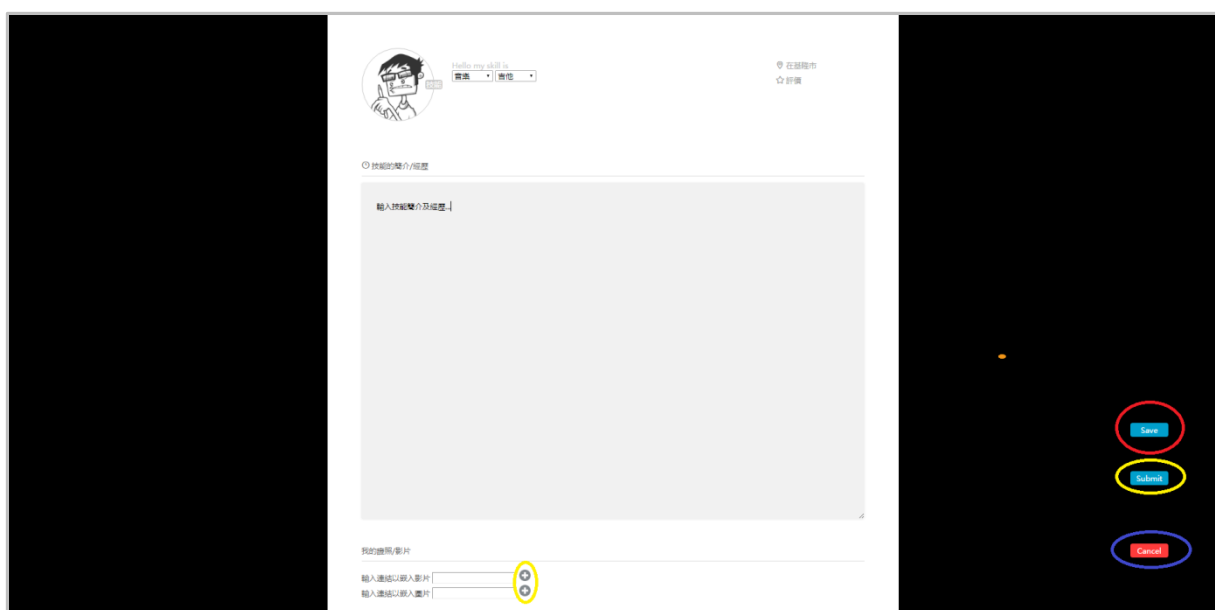 Hello my skill is
音樂 吉他
在基隆市
評價
技能的簡介/經歷
輸入技能簡介及經歷...
Save
Submit
Cancel
我的證照/影片
輸入連結以嵌入影片
輸入連結以嵌入圖片